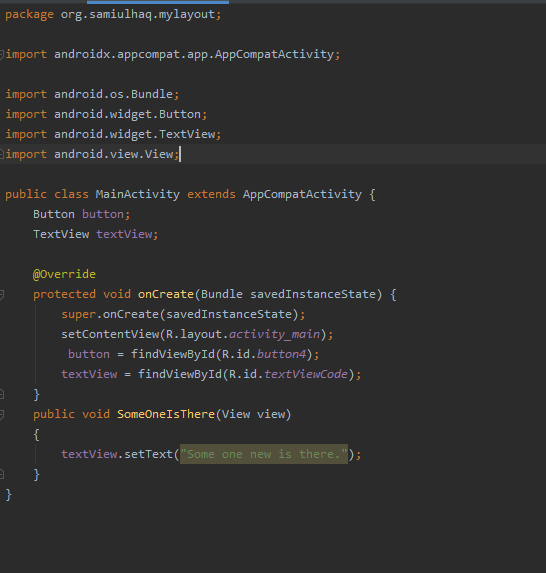 package org.samiulhaq.mylayout;
import androidx.appcompat.app.AppCompatActivity;
import android.os.Bundle;
import android.widget.Button;
import android.widget.TextView;
import android.view.View;
public class MainActivity extends AppCompatActivity {
Button button;
TextView textView;
@Override
protected void onCreate(Bundle savedInstanceState) {
super.onCreate(savedInstanceState);
setContentView(R.layout.activity_main);
button = findViewById(R.id.button4);
textView = findViewById(R.id.textViewCode);
}
public void SomeOneIsThere(View view)
{
textView.setText("Some one new is there.");
}
}